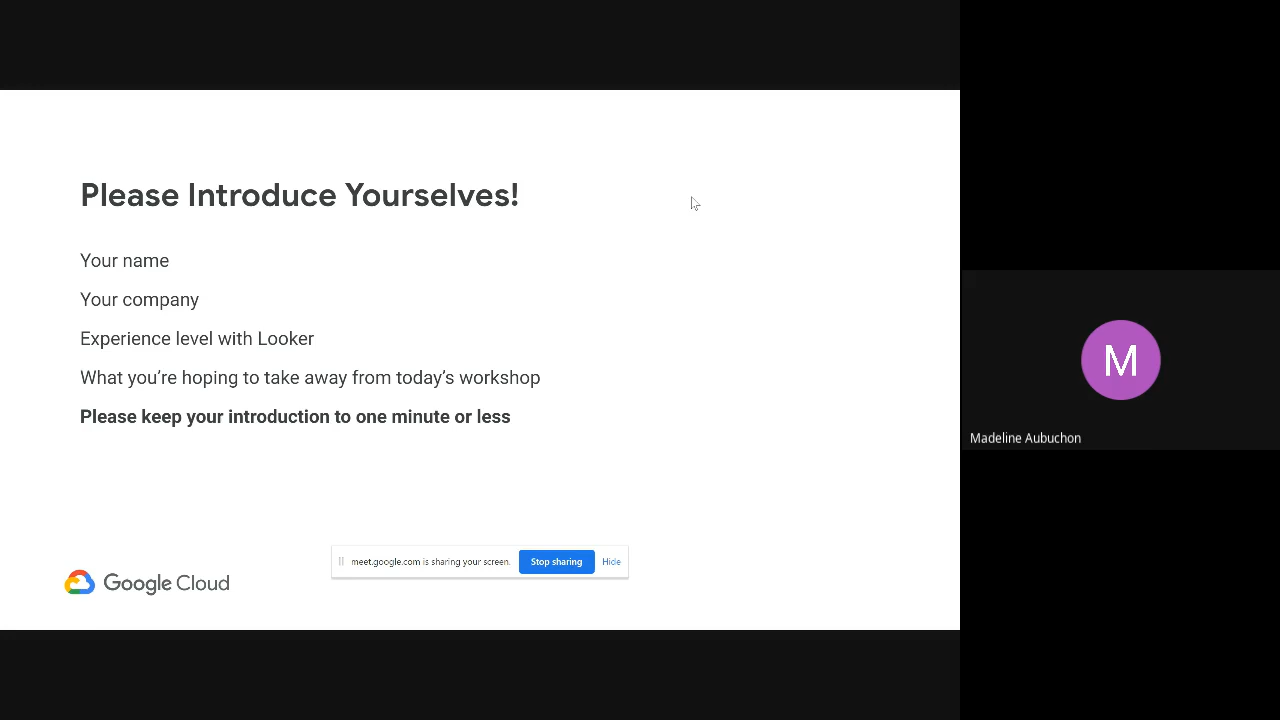 Please Introduce Yourselves!
Your name
Your company
Experience level with Looker
What you’re hoping to take away from today’s workshop
Please keep your introduction to one minute or less
M
Madeline Aubuchon
meet.google.com is sharing your screen. Stop sharing Hide
Google Cloud